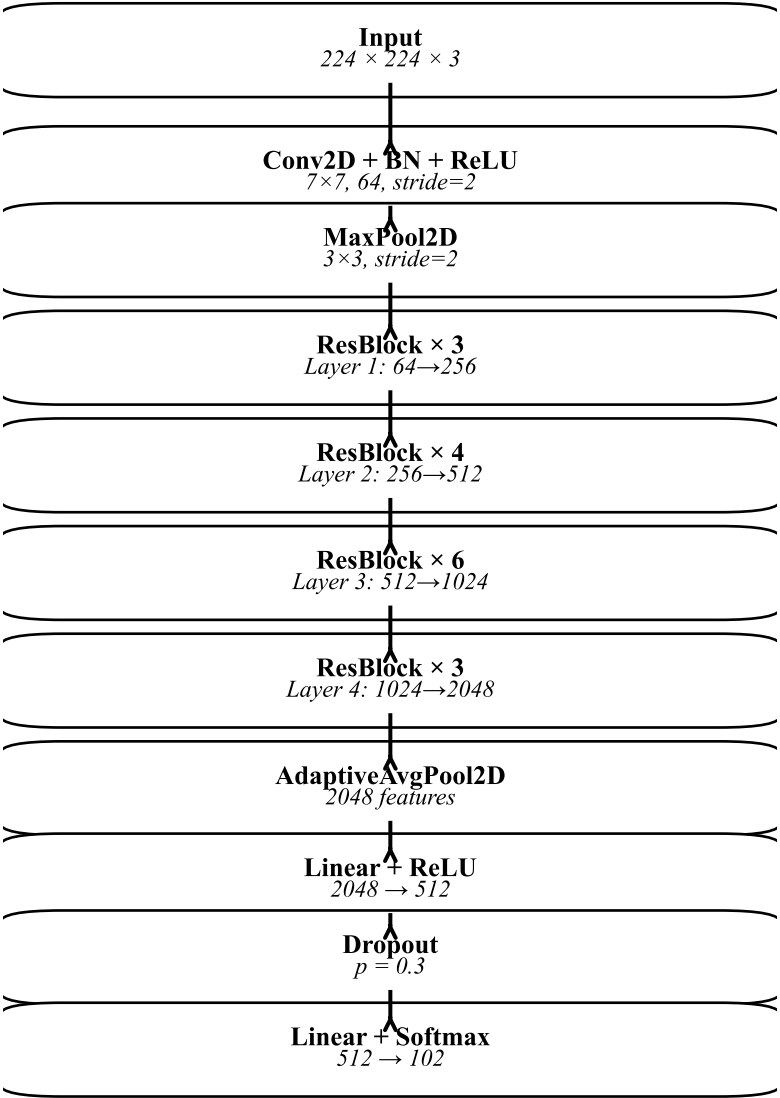 Input
224 × 224 × 3
Conv2D + BN + ReLU
7×7, 64, stride=2
MaxPool2D
3×3, stride=2
ResBlock × 3
Layer 1: 64→256
ResBlock × 4
Layer 2: 256→512
ResBlock × 6
Layer 3: 512→1024
ResBlock × 3
Layer 4: 1024→2048
AdaptiveAvgPool2D
2048 features
Linear + ReLU
2048 → 512
Dropout
p = 0.3
Linear + Softmax
512 → 102